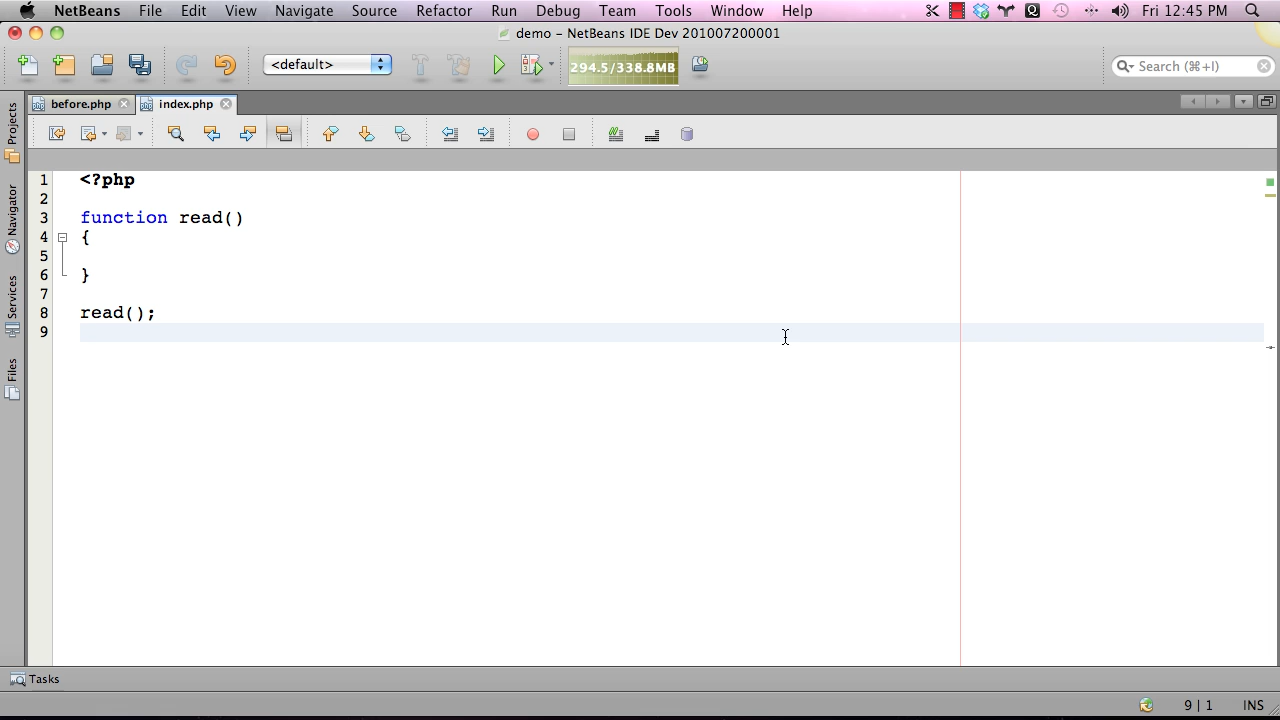 NetBeans File Edit View Navigate Source Refactor Run Debug Team Tools Window Help Fri 12:45 PM
demo – NetBeans IDE Dev 201007200001
<default> 294.5/338.8MB Search (⌘+I)
before.php index.php
Projects
Navigator
Services
Files
1 <?php
2
3 function read()
4 {
5
6 }
7
8 read();
9
Tasks
9 | 1 INS